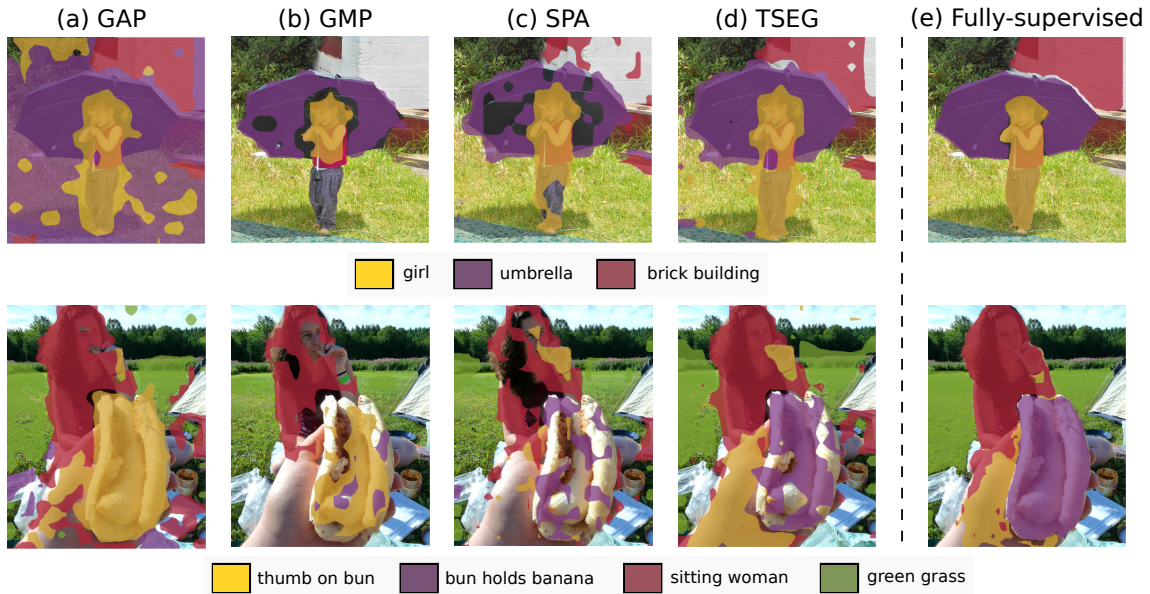 (a) GAP (b) GMP (c) SPA (d) TSEG (e) Fully-supervised
girl umbrella brick building
thumb on bun bun holds banana sitting woman green grass